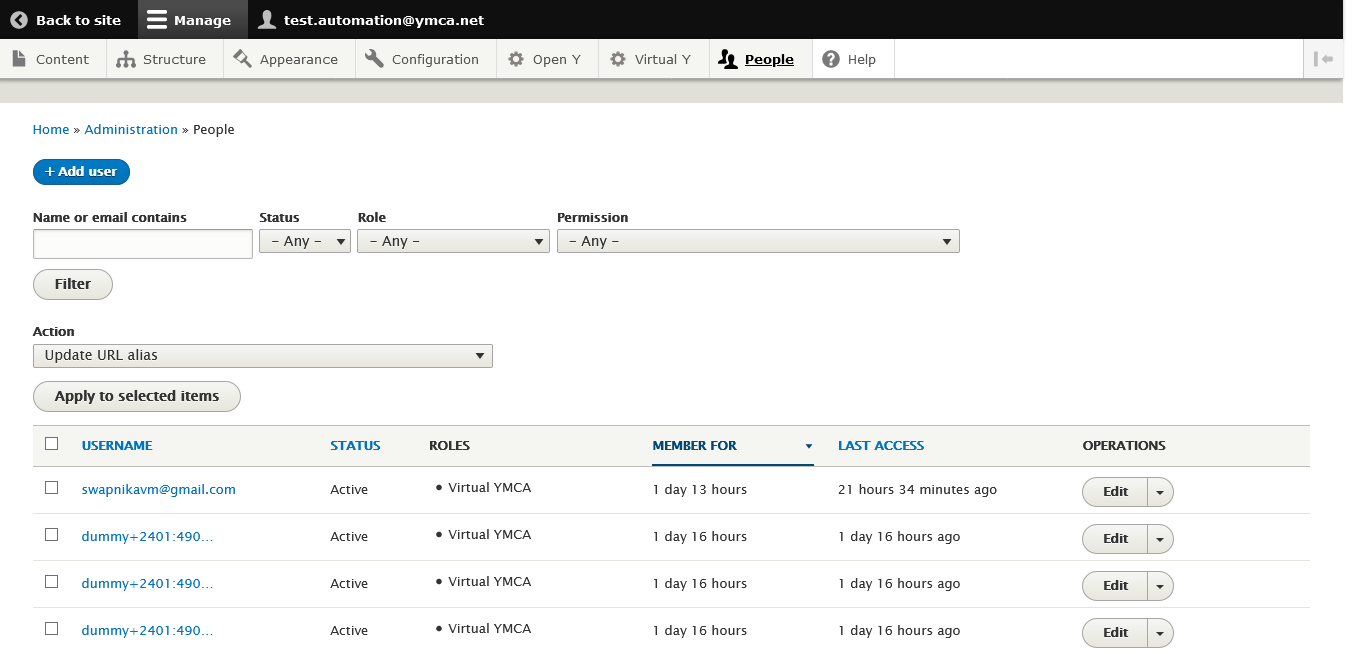 Back to site Manage test.automation@ymca.net
Content Structure Appearance Configuration Open Y Virtual Y People Help
Home » Administration » People
+ Add user
Name or email contains Status Role Permission
- Any - - Any - - Any -
Filter
Action
Update URL alias
Apply to selected items
USERNAME STATUS ROLES MEMBER FOR LAST ACCESS OPERATIONS
swapnikavm@gmail.com Active • Virtual YMCA 1 day 13 hours 21 hours 34 minutes ago Edit
dummy+2401:490... Active • Virtual YMCA 1 day 16 hours 1 day 16 hours ago Edit
dummy+2401:490... Active • Virtual YMCA 1 day 16 hours 1 day 16 hours ago Edit
dummy+2401:490... Active • Virtual YMCA 1 day 16 hours 1 day 16 hours ago Edit